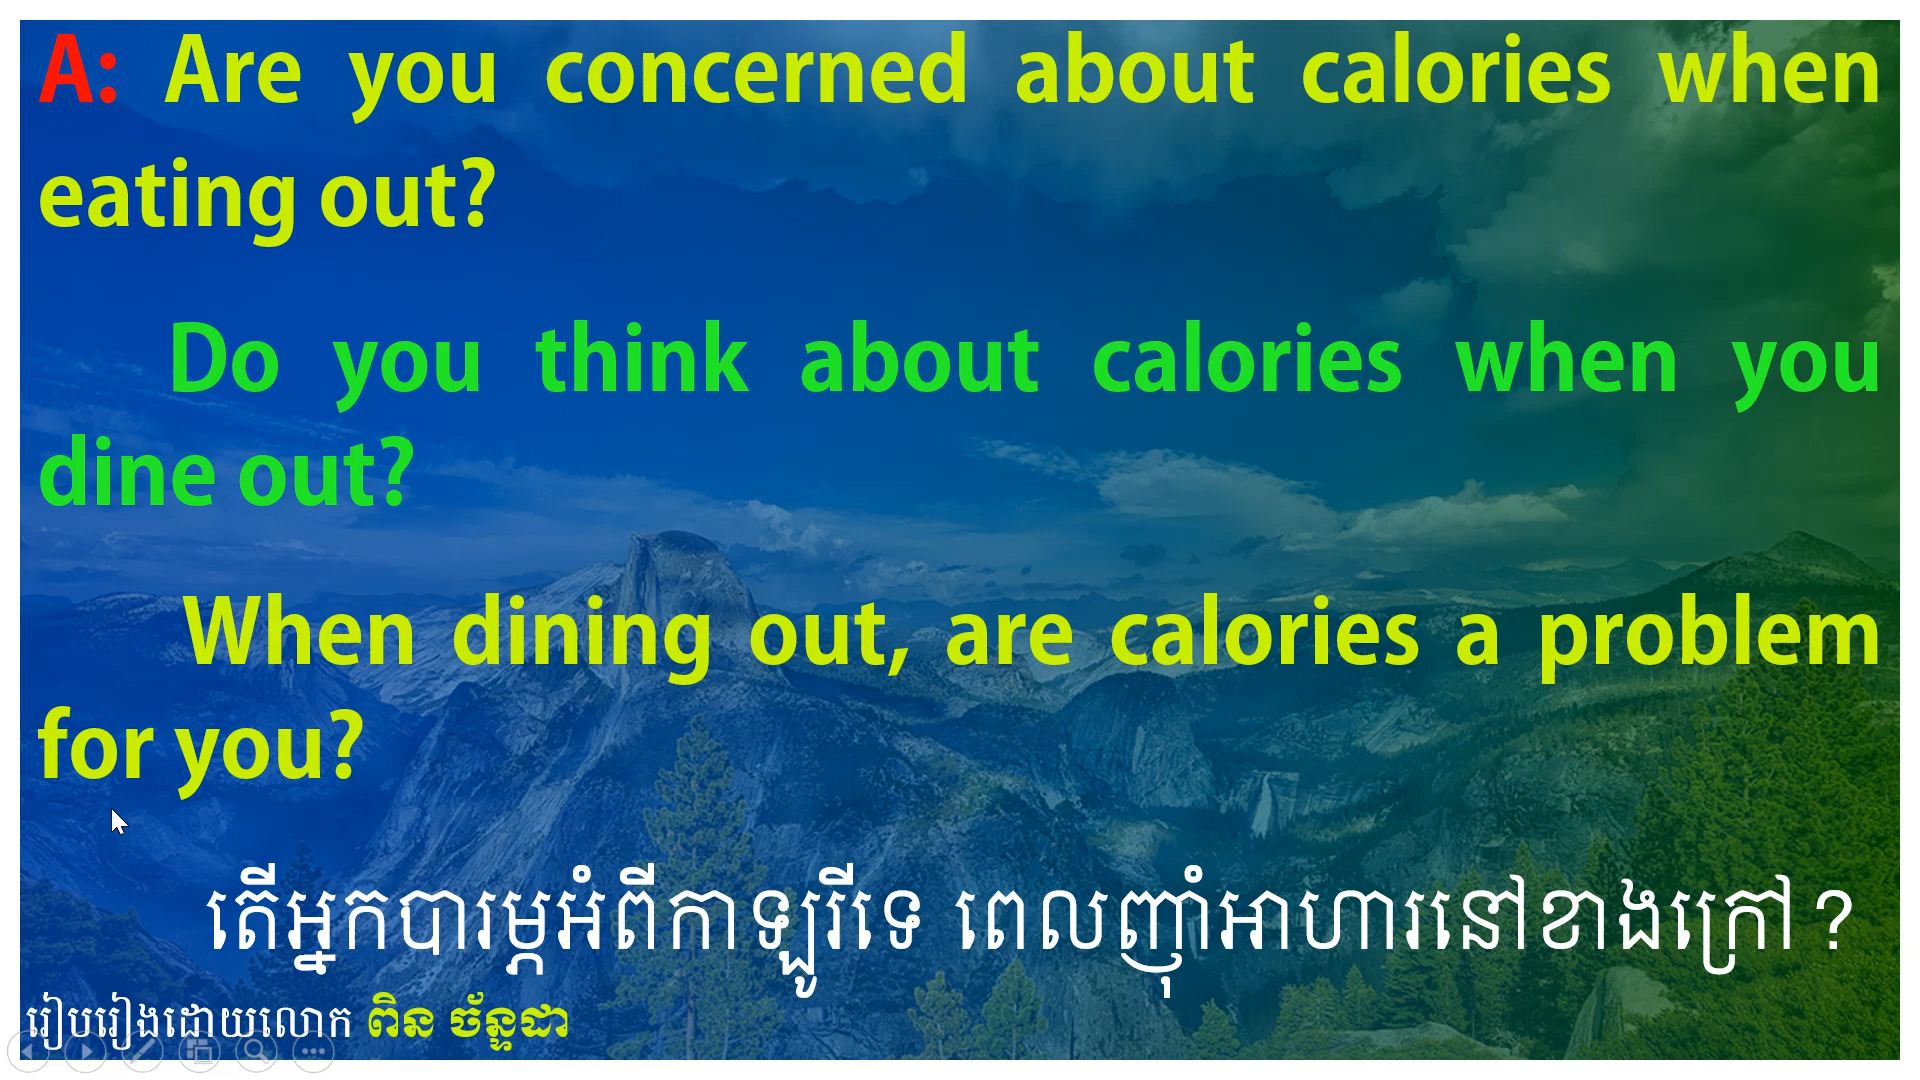 A: Are you concerned about calories when
eating out?
Do you think about calories when you
dine out?
When dining out, are calories a problem
for you?
តើអ្នកបារម្ភអំពីកាឡូរីទេ ពេលញ៉ាំអាហារនៅខាងក្រៅ ?
រៀបរៀងដោយលោក ពិន ច័ន្ទដា